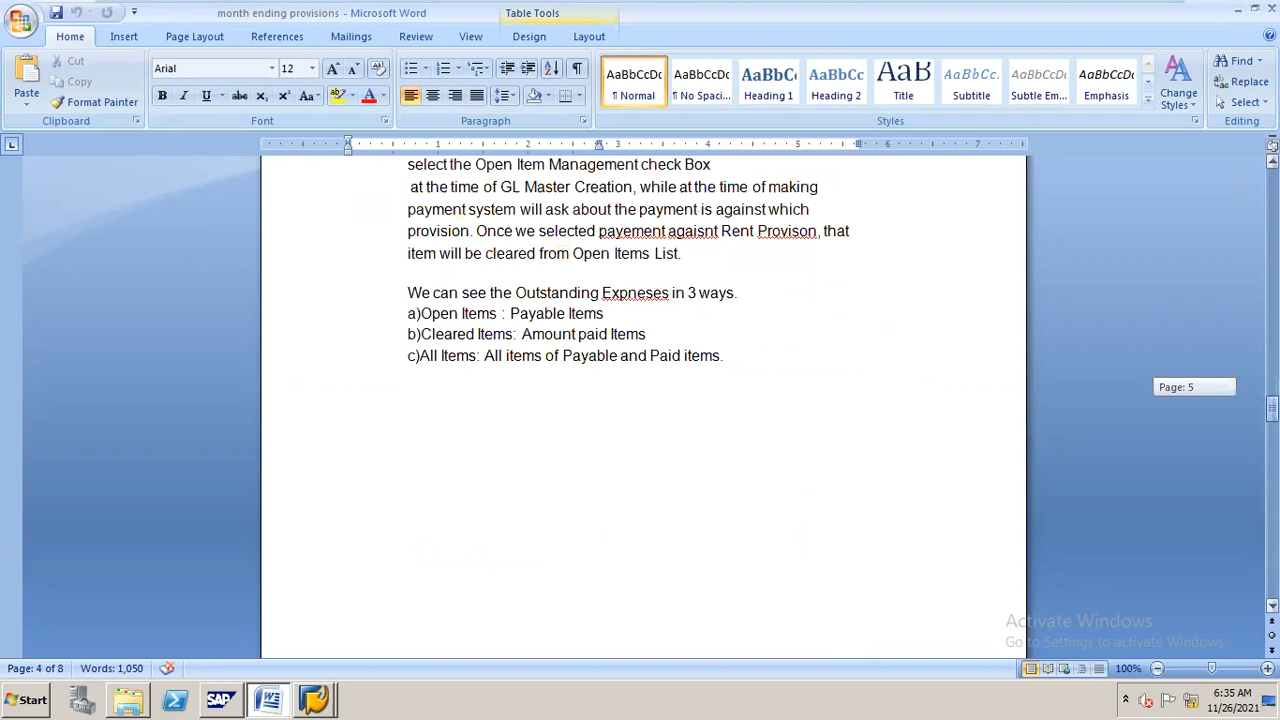 month ending provisions - Microsoft Word
Table Tools
Home Insert Page Layout References Mailings Review View Design Layout
Paste
Cut
Copy
Format Painter
Clipboard
Arial 12
Font
Paragraph
AaBbCcDc AaBbCcDc AaBbC AaBbCc AaB AaBbCc. AaBbCcDc AaBbCcDc
¶ Normal ¶ No Spaci... Heading 1 Heading 2 Title Subtitle Subtle Em... Emphasis
Change Styles
Styles
Find
Replace
Select
Editing
1 2 3 4 5 6 7
select the Open Item Management check Box
at the time of GL Master Creation, while at the time of making
payment system will ask about the payment is against which
provision. Once we selected payement agaisnt Rent Provison, that
item will be cleared from Open Items List.
We can see the Outstanding Expneses in 3 ways.
a)Open Items : Payable Items
b)Cleared Items: Amount paid Items
c)All Items: All items of Payable and Paid items.
Page: 5
Activate Windows
Go to Settings to activate Windows.
Page: 4 of 8 Words: 1,050 100%
Start SAP 6:35 AM
11/26/2021